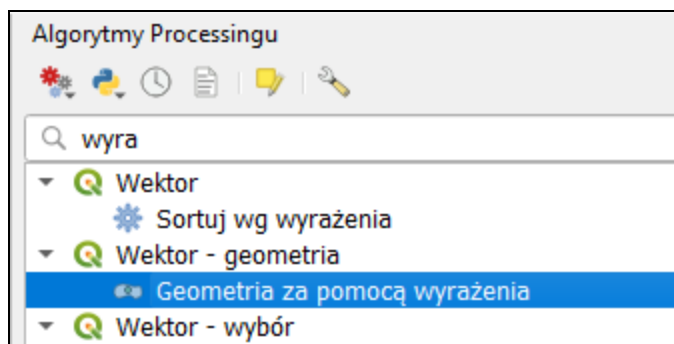 Algorytmy Processingu
wyra
Wektor
Sortuj wg wyrażenia
Wektor - geometria
Geometria za pomocą wyrażenia
Wektor - wybór